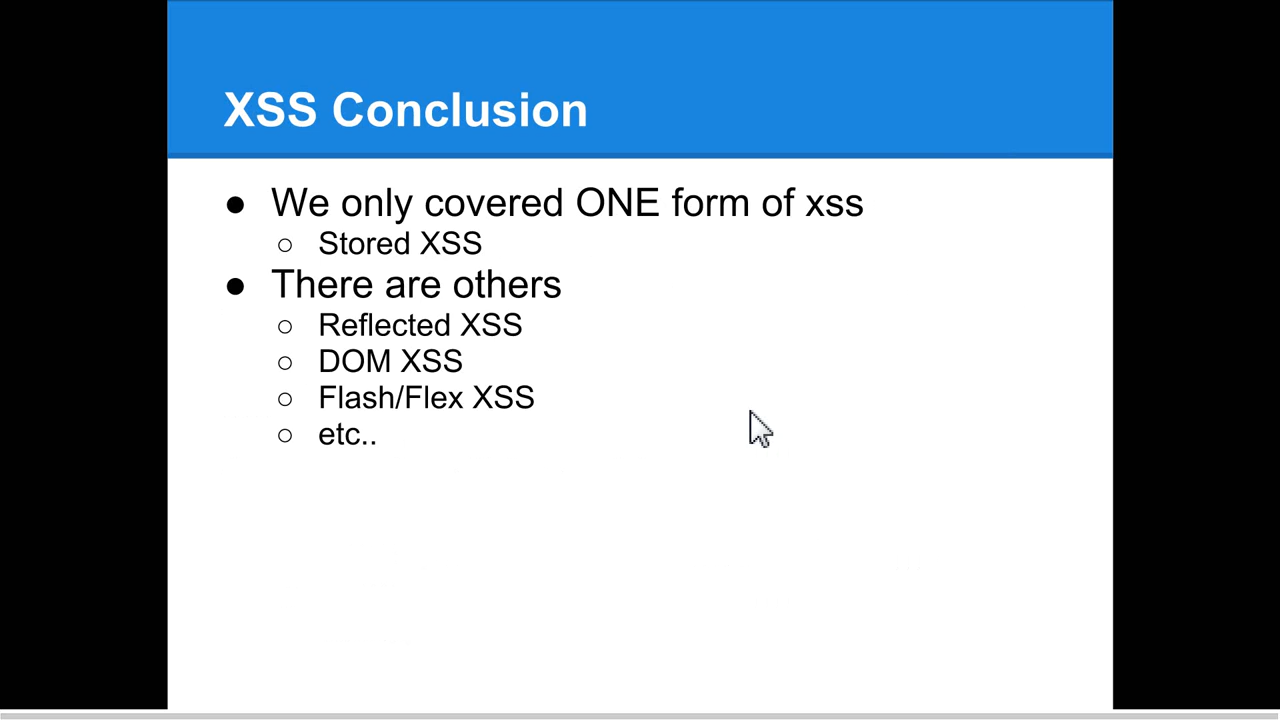 XSS Conclusion
● We only covered ONE form of xss
○ Stored XSS
● There are others
○ Reflected XSS
○ DOM XSS
○ Flash/Flex XSS
○ etc..